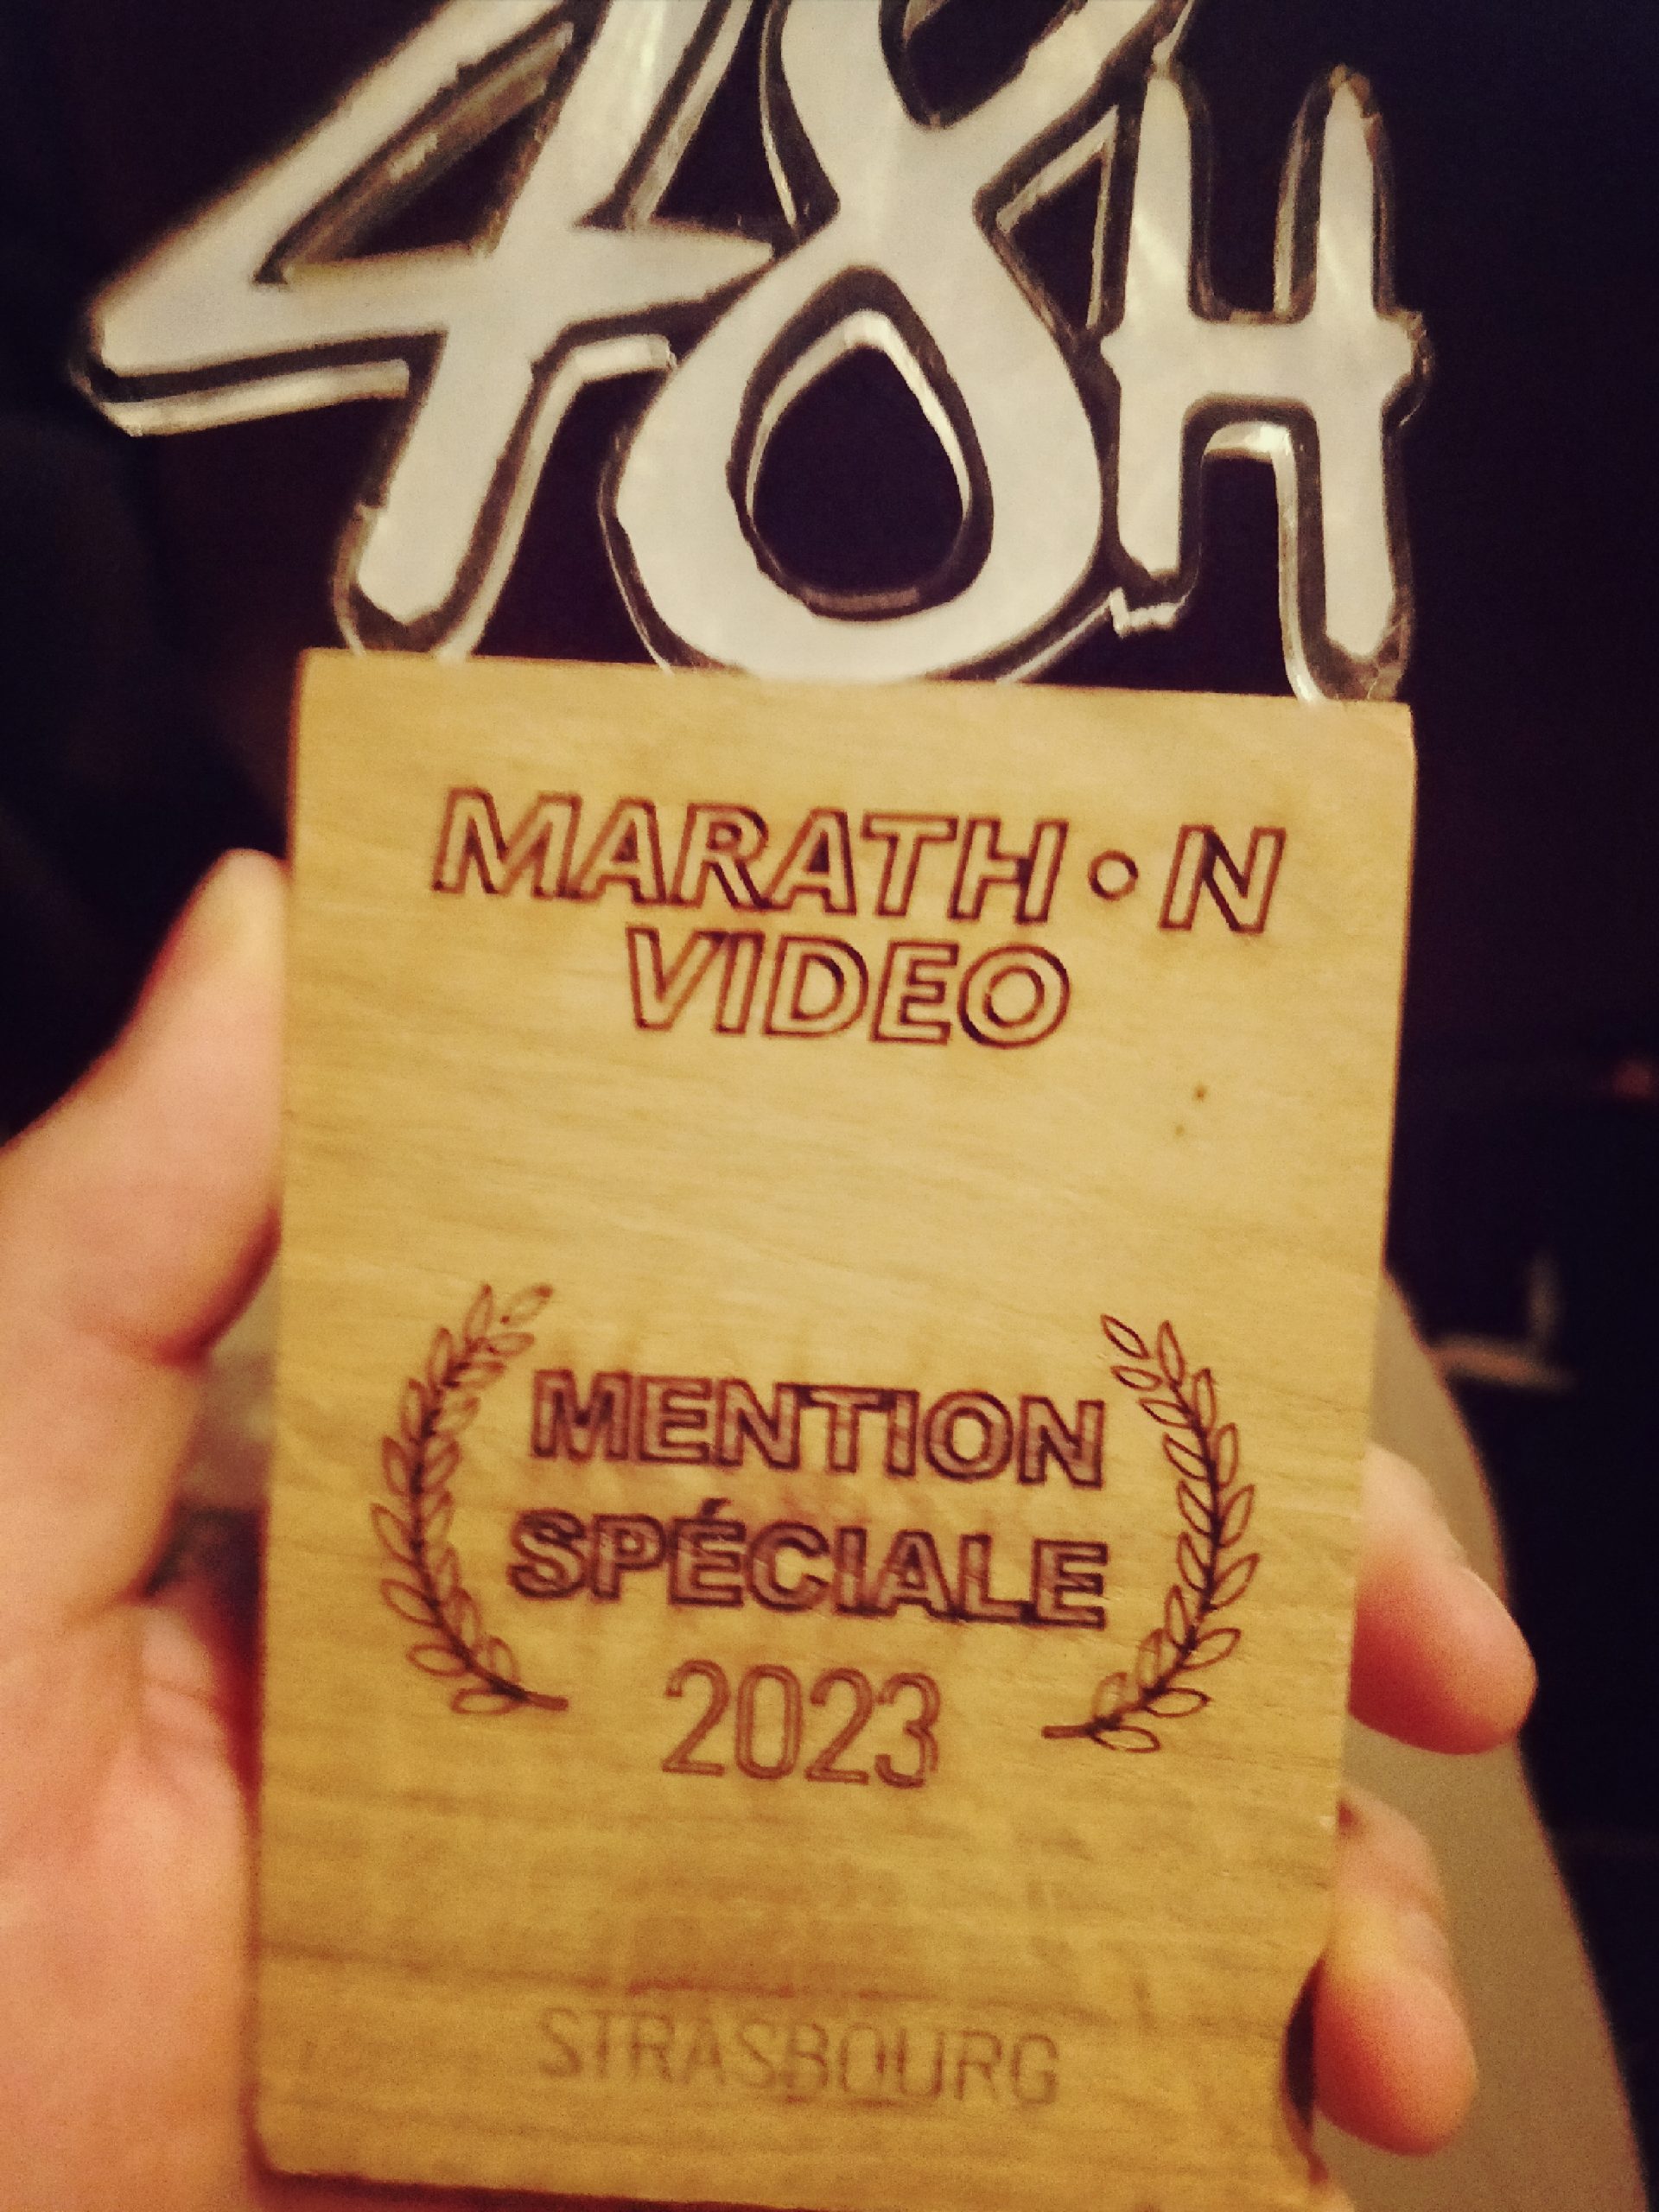 48H
MARATH•N
VIDEO
MENTION
SPÉCIALE
2023
STRASBOURG